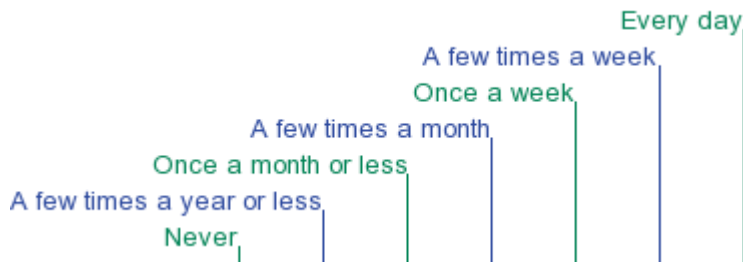 Every day
A few times a week
Once a week
A few times a month
Once a month or less
A few times a year or less
Never